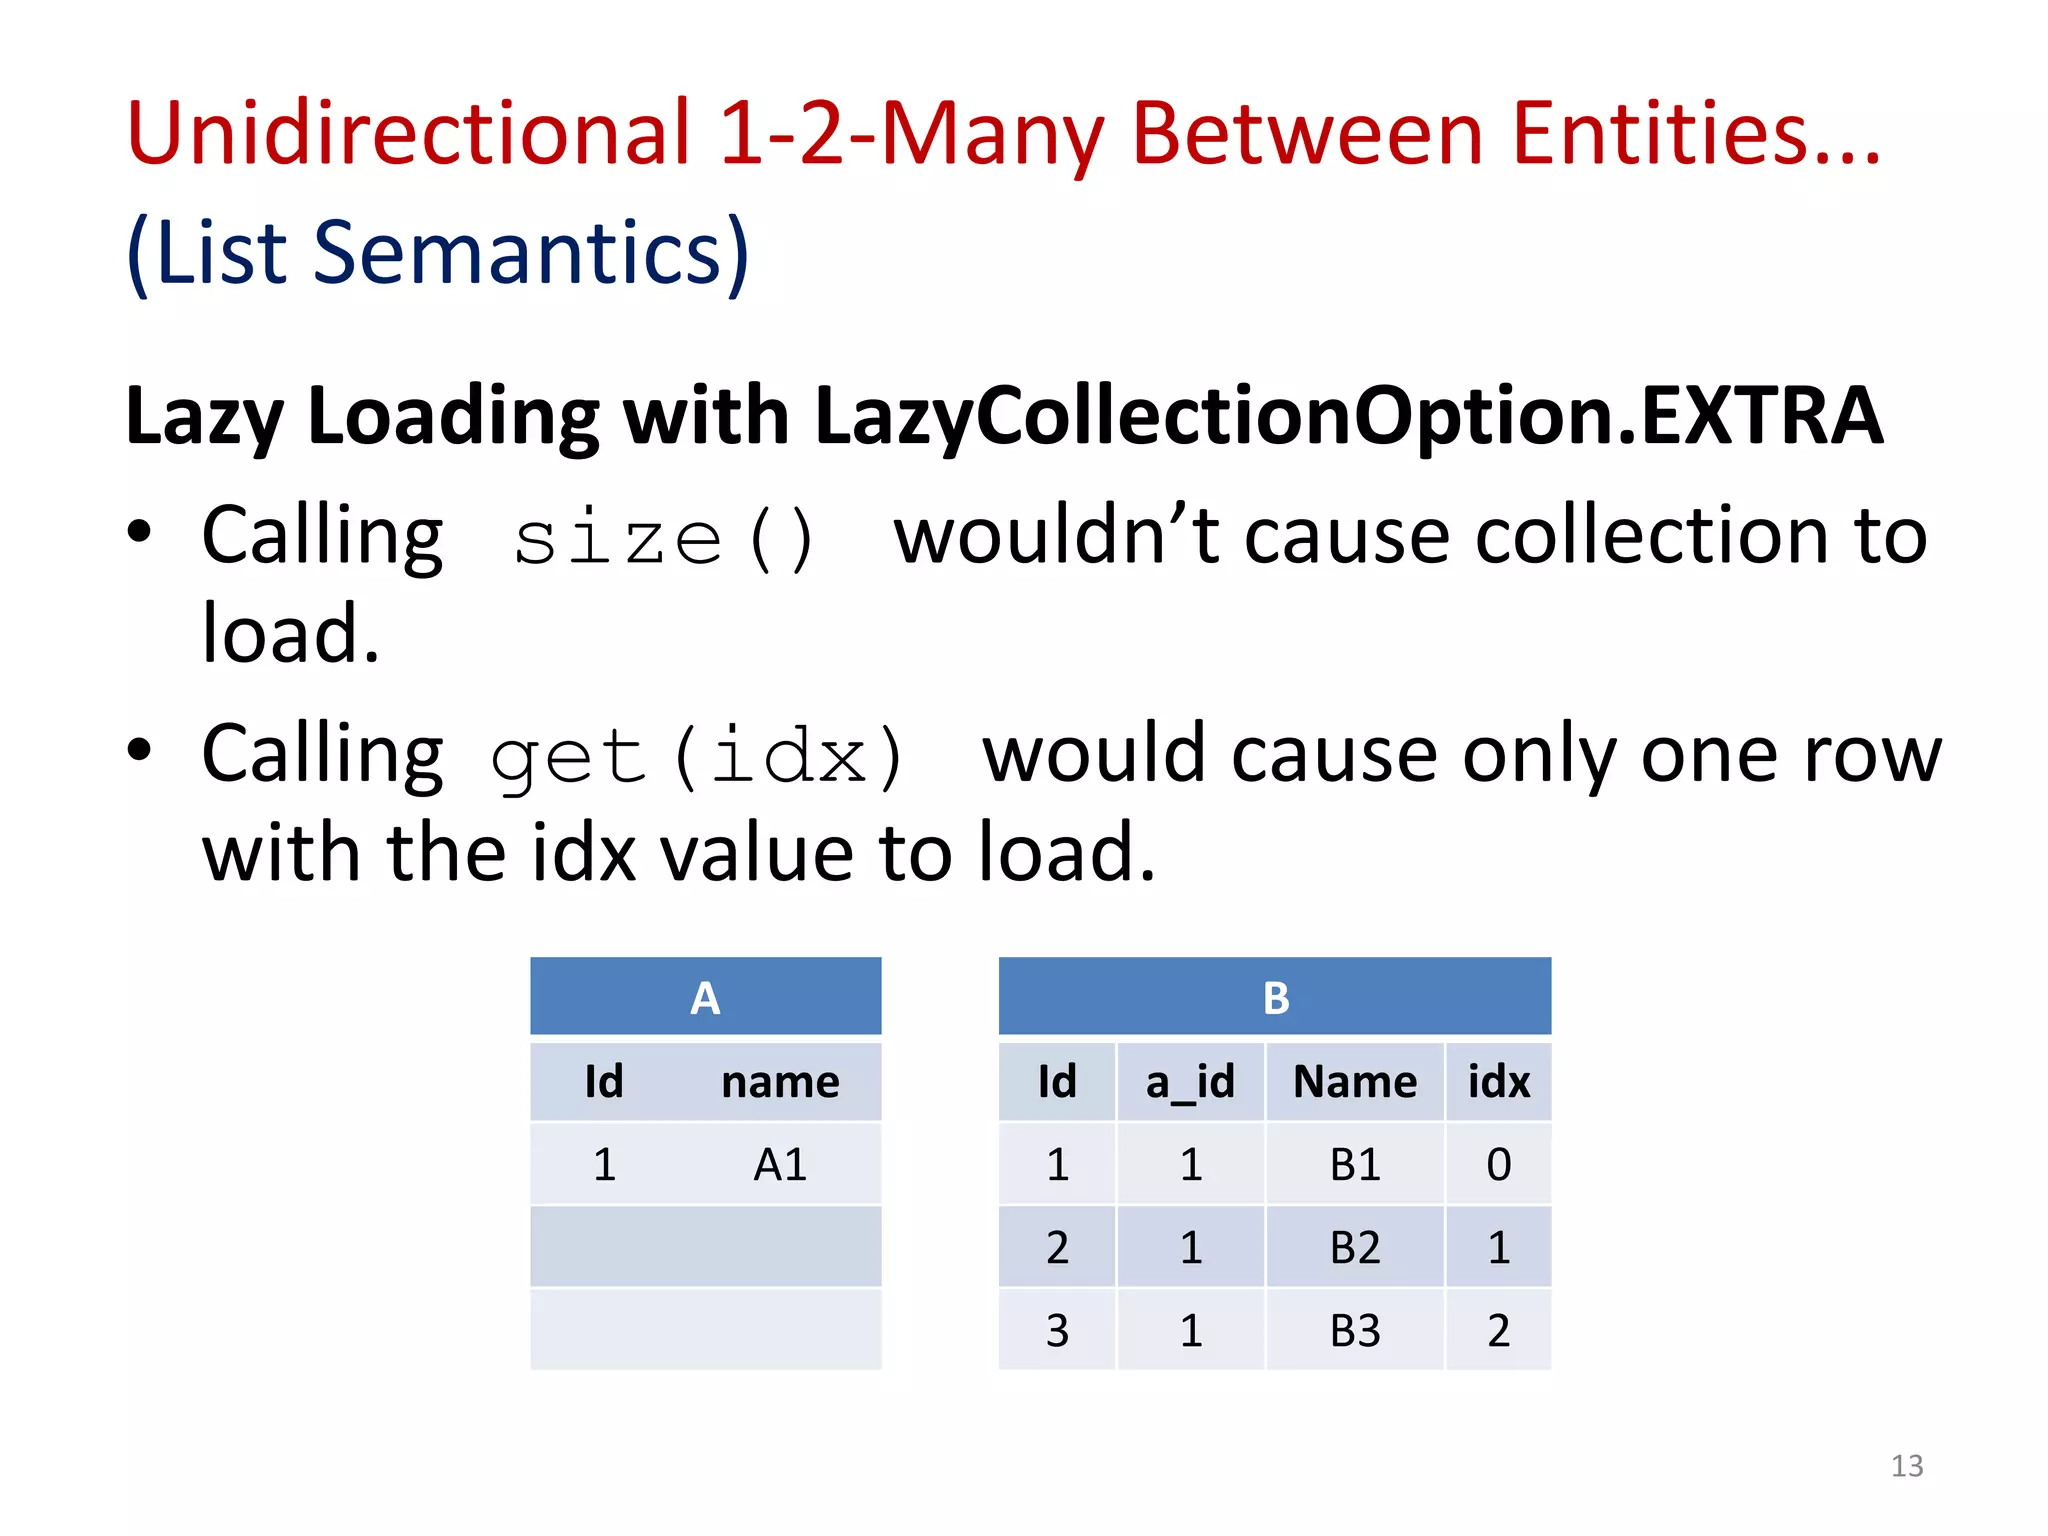 Unidirectional 1-2-Many Between Entities...
(List Semantics)
Lazy Loading with LazyCollectionOption.EXTRA
• Calling size() wouldn’t cause collection to
load.
• Calling get(idx) would cause only one row
with the idx value to load.
A
Id name
1 A1
B
Id a_id Name idx
1 1 B1 0
2 1 B2 1
3 1 B3 2
13